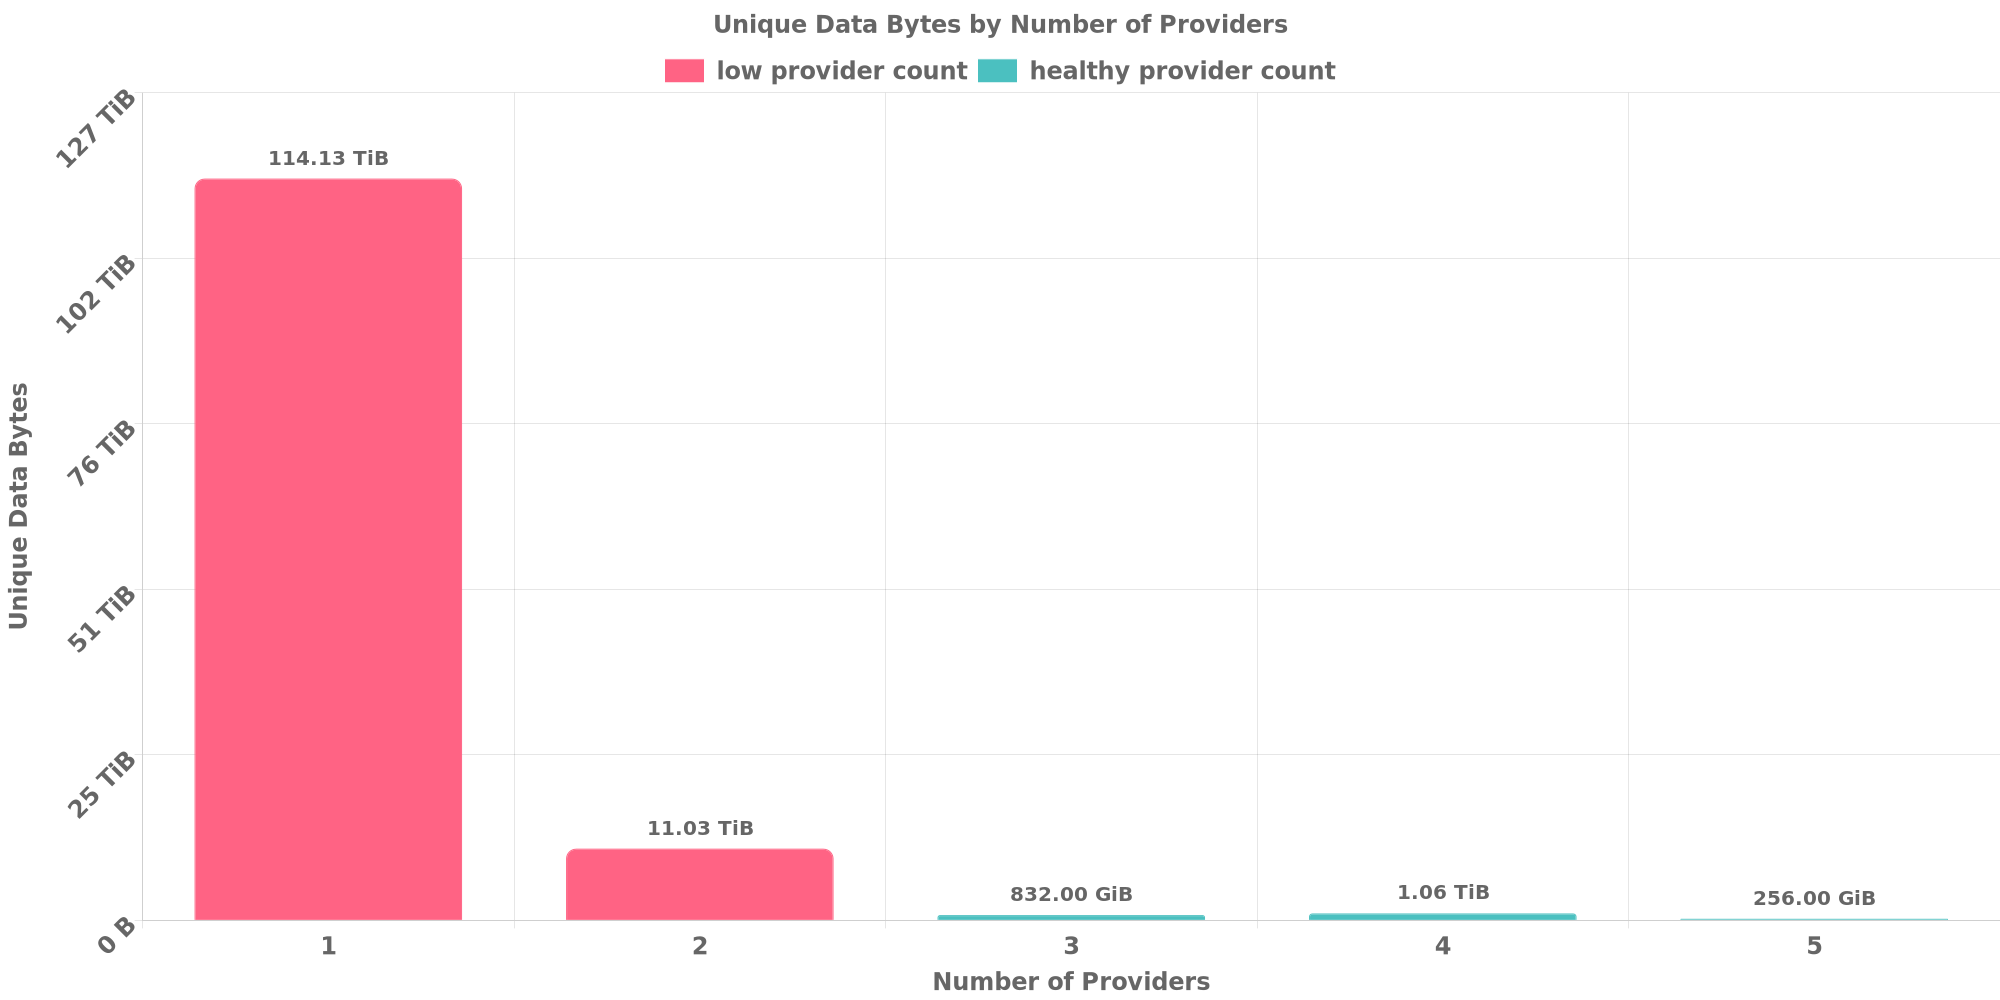 Unique Data Bytes by Number of Providers
low provider count healthy provider count
127 TiB
102 TiB
76 TiB
51 TiB
25 TiB
0 B
Unique Data Bytes
114.13 TiB
11.03 TiB
832.00 GiB
1.06 TiB
256.00 GiB
1 2 3 4 5
Number of Providers